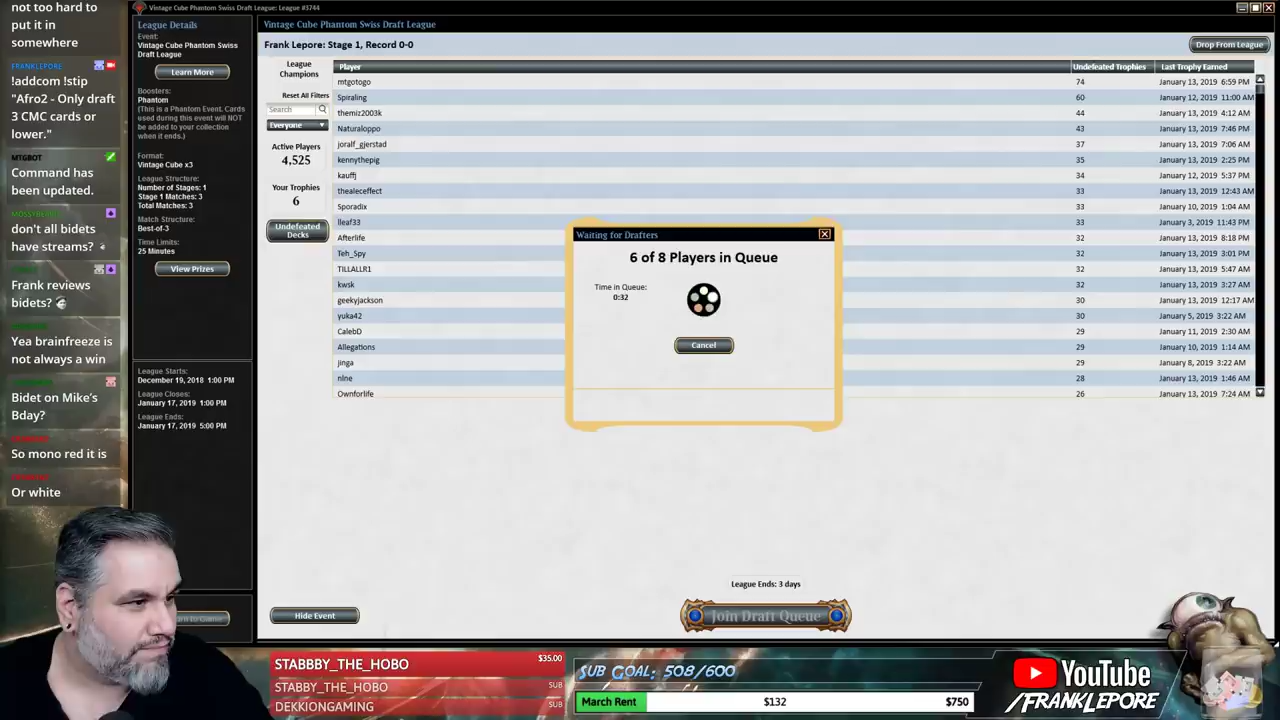 not too hard to
put in
somewhere
FRANKLEPORE:
!addcom !stip
"Afro2 - Only draft
3 CMC cards or
lower."
MTGBOT
Command has
been updated.
don't all bidets
have streams?
Frank reviews
bidets?
Yea brainfreeze is
not always a win
Bidet on Mike's
Bday?
So mono red it is
Or white
Vintage Cube Phantom Swiss Draft League: League #3744
League Details
Event:
Vintage Cube Phantom Swiss
Draft League
Learn More
Boosters:
Phantom
(This is a Phantom Event. Cards
used during this event will NOT
be added to your collection
when it ends.)
Format:
Vintage Cube x3
League Structure:
Number of Stages: 1
Stage 1 Matches: 3
Total Matches: 3
Match Structure:
Best-of-3
Time Limits:
25 Minutes
View Prizes
League Starts:
December 19, 2018 1:00 PM
League Closes:
January 17, 2019 1:00 PM
League Ends:
January 17, 2019 5:00 PM
Vintage Cube Phantom Swiss Draft League
Frank Lepore: Stage 1, Record 0-0
Drop From League
League
Champions
Reset All Filters
Search
Everyone
Active Players
4,525
Your Trophies
6
Undefeated
Decks
Player Undefeated Trophies Last Trophy Earned
mtgotogo 74 January 13, 2019 6:59 PM
Spiraling 60 January 12, 2019 11:00 AM
themiz2003k 44 January 13, 2019 4:12 AM
Naturaloppo 43 January 14, 2019 7:46 PM
joralf_gjerstad 37 January 13, 2019 7:06 AM
kennythepig 35 January 13, 2019 2:25 PM
kauffj 34 January 12, 2019 5:37 PM
thealeceffect 33 January 13, 2019 12:43 AM
Sporadix 33 January 10, 2019 1:04 AM
lleaf33 33 January 3, 2019 11:43 PM
Afterlife 32 January 13, 2019 8:18 PM
Teh_Spy 32 January 13, 2019 3:01 PM
TILLALLR1 32 January 13, 2019 5:47 AM
kwsk 32 January 13, 2019 3:27 AM
geekyjackson 30 January 13, 2019 12:17 AM
yuka42 30 January 5, 2019 3:22 AM
CalebD 29 January 11, 2019 2:30 AM
Allegations 29 January 10, 2019 1:14 AM
jinga 29 January 8, 2019 3:22 AM
nlne 28 January 13, 2019 1:46 AM
Ownforlife 26 January 13, 2019 7:24 AM
Waiting for Drafters
6 of 8 Players in Queue
Time in Queue:
0:32
Cancel
League Ends: 3 days
Hide Event
Join Draft Queue
STABBBY_THE_HOBO $35.00
STABBY_THE_HOBO SUB
DEKKIONGAMING SUB
SUB GOAL: 508/600
March Rent $132 $750
YouTube
/FRANKLEPORE